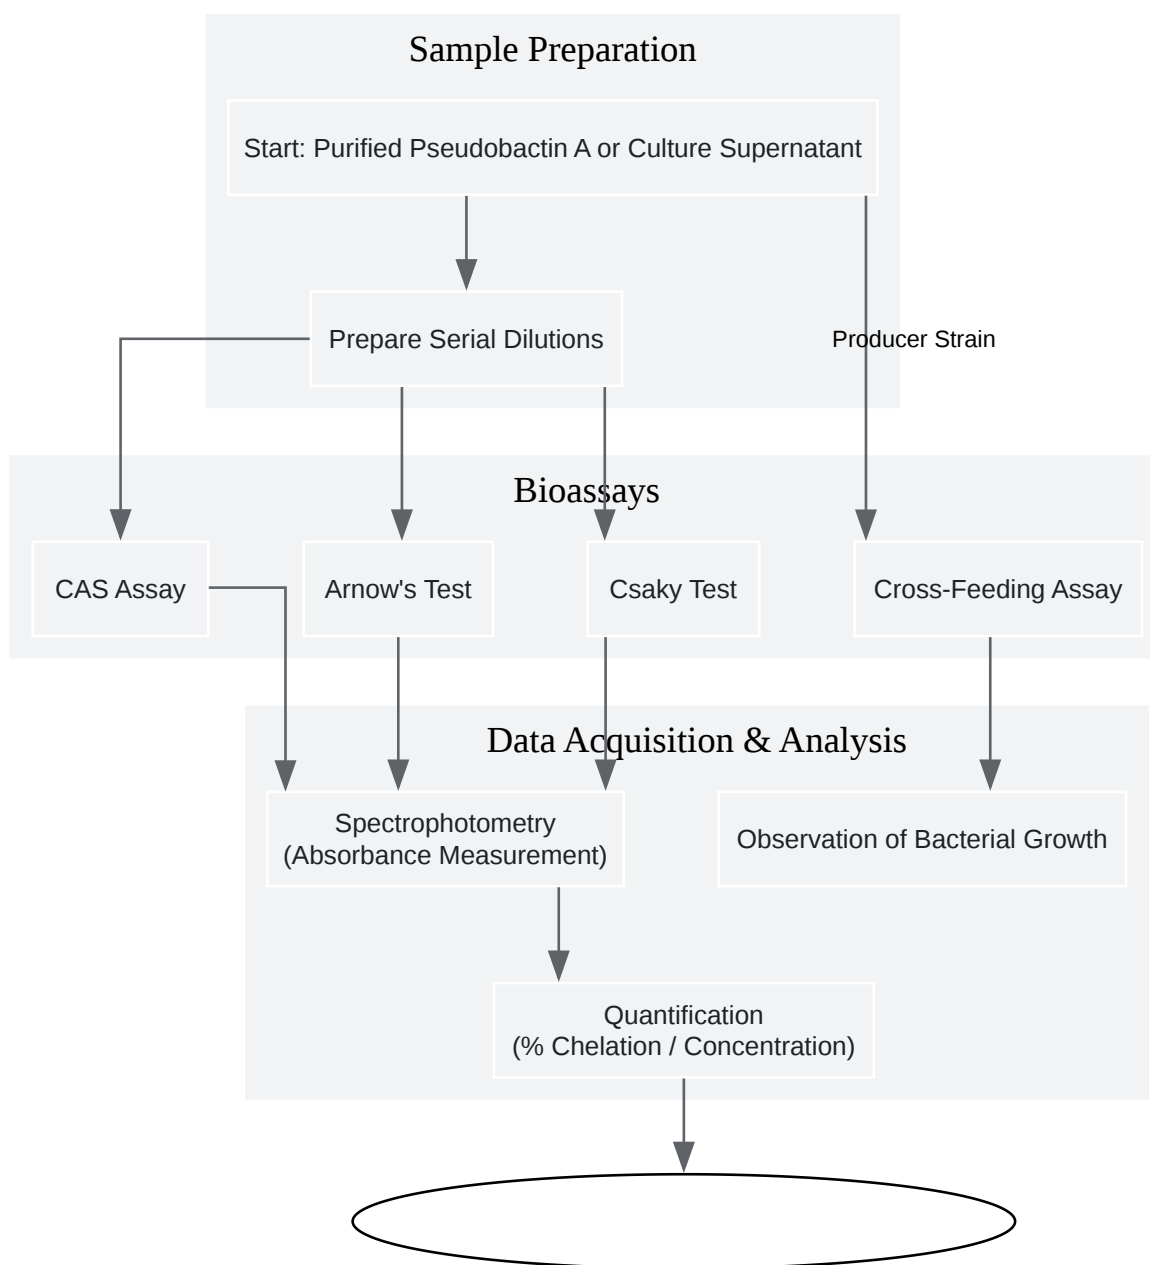 Sample Preparation
Start: Purified Pseudobactin A or Culture Supernatant
Prepare Serial Dilutions
Producer Strain
Bioassays
CAS Assay
Arnow's Test
Csaky Test
Cross-Feeding Assay
Data Acquisition & Analysis
Spectrophotometry
(Absorbance Measurement)
Observation of Bacterial Growth
Quantification
(% Chelation / Concentration)